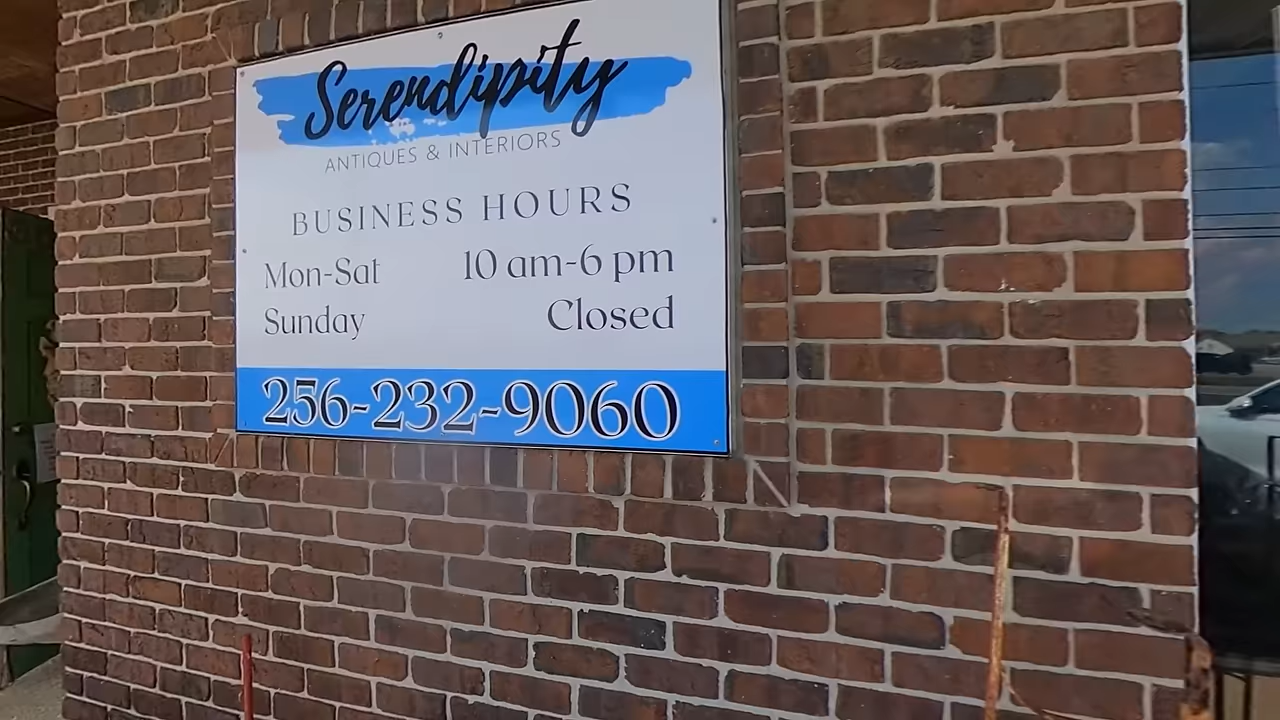 Serendipity
ANTIQUES & INTERIORS
BUSINESS HOURS
Mon-Sat 10 am-6 pm
Sunday Closed
256-232-9060